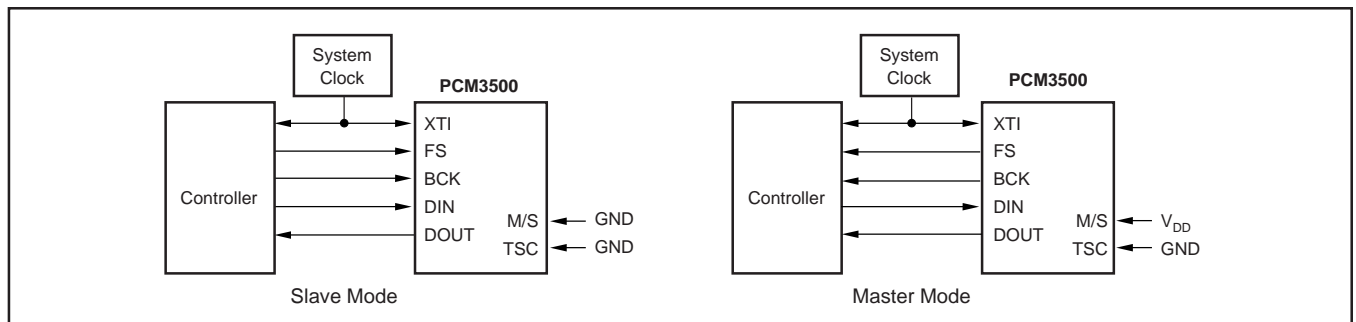 System
Clock
PCM3500
Controller
XTI
FS
BCK
DIN
DOUT
M/S
TSC
GND
GND
Slave Mode
System
Clock
PCM3500
Controller
XTI
FS
BCK
DIN
DOUT
M/S
TSC
VDD
GND
Master Mode